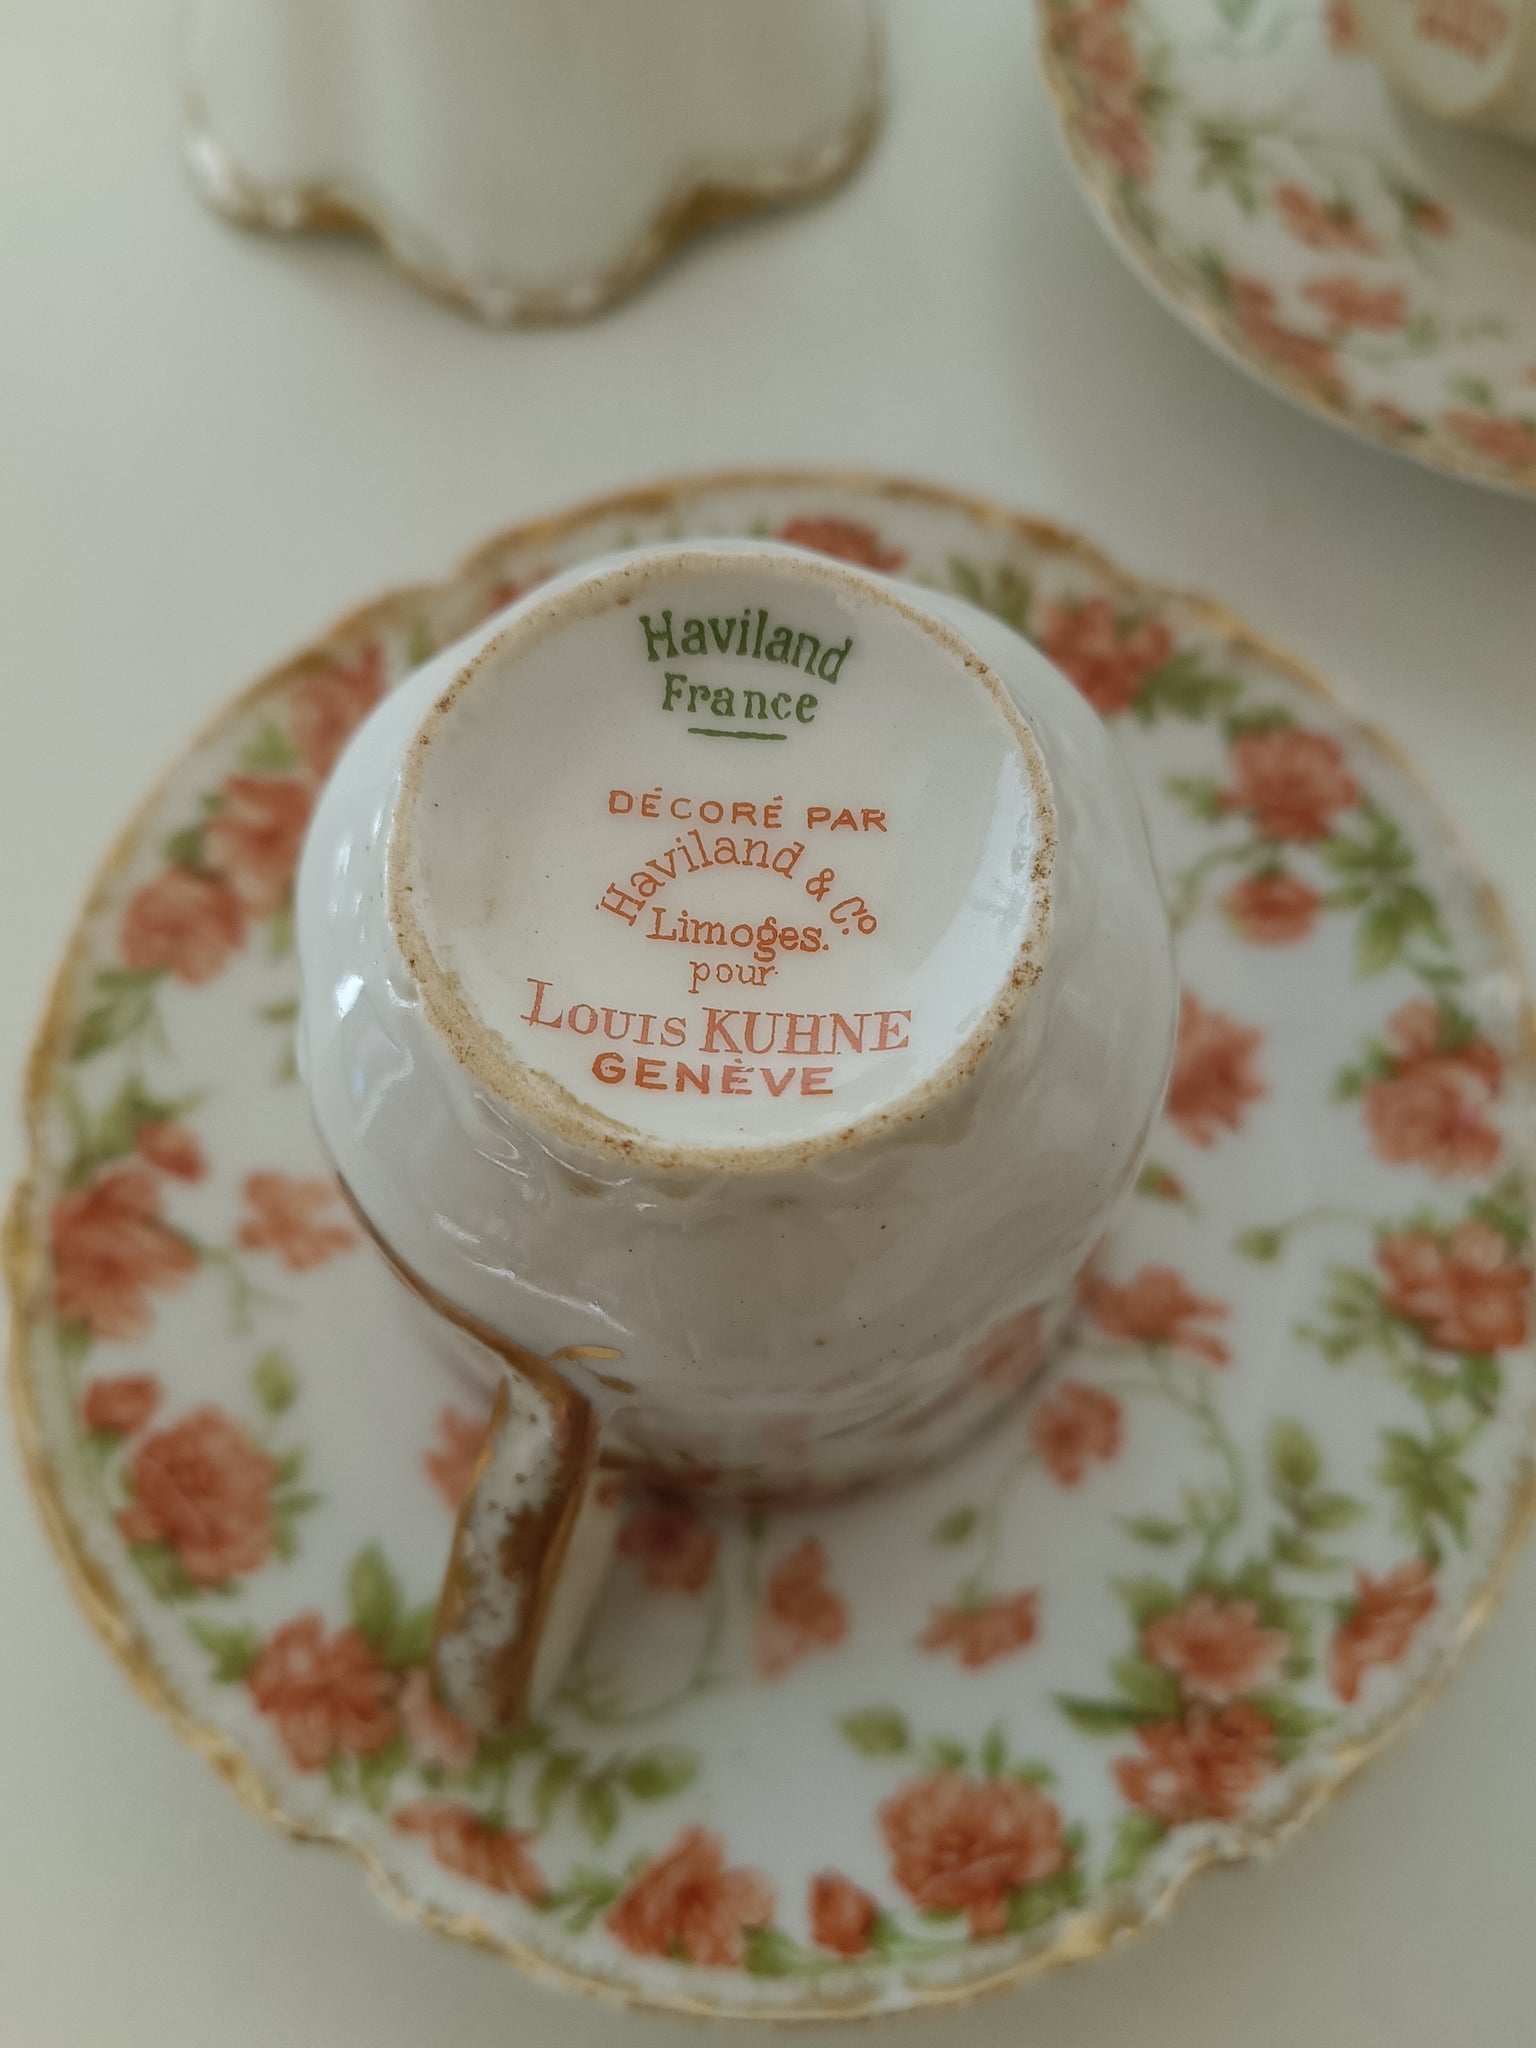 Haviland
France
DÉCORÉ PAR
Haviland & Co
Limoges.
pour
LOUIS KUHNE
GENÈVE